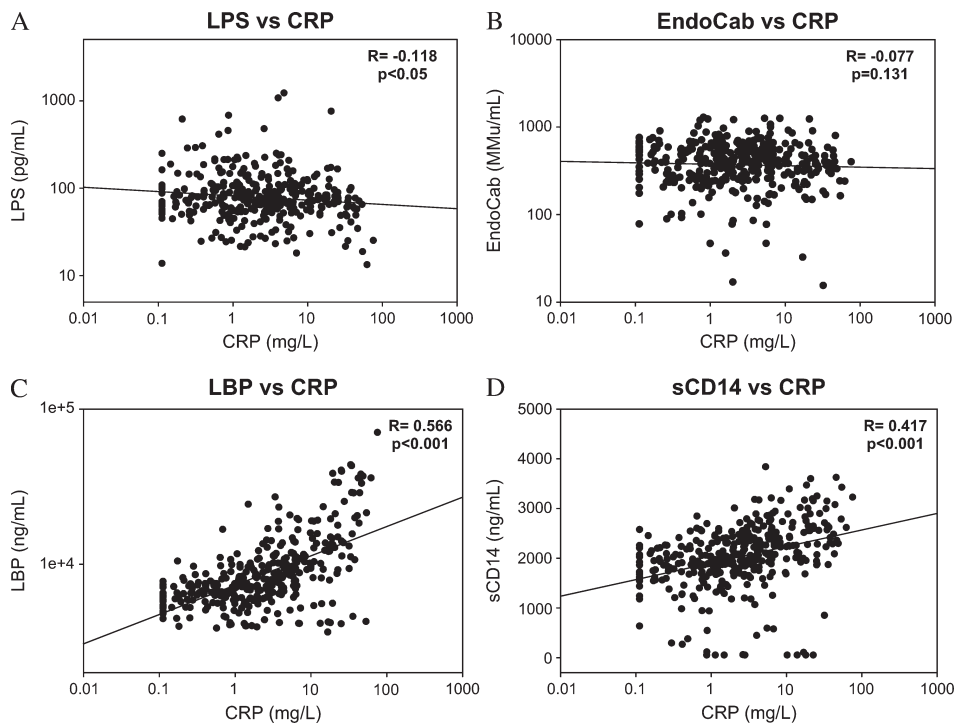 A
LPS vs CRP
R= -0.118
p<0.05
1000
100
10
LPS (pg/mL)
0.01 0.1 1 10 100 1000
CRP (mg/L)
B
EndoCab vs CRP
R= -0.077
p=0.131
10000
1000
100
10
EndoCab (MMu/mL)
0.01 0.1 1 10 100 1000
CRP (mg/L)
C
LBP vs CRP
R= 0.566
p<0.001
1e+5
1e+4
LBP (ng/mL)
0.01 0.1 1 10 100 1000
CRP (mg/L)
D
sCD14 vs CRP
R= 0.417
p<0.001
5000
4000
3000
2000
1000
0
sCD14 (ng/mL)
0.01 0.1 1 10 100 1000
CRP (mg/L)